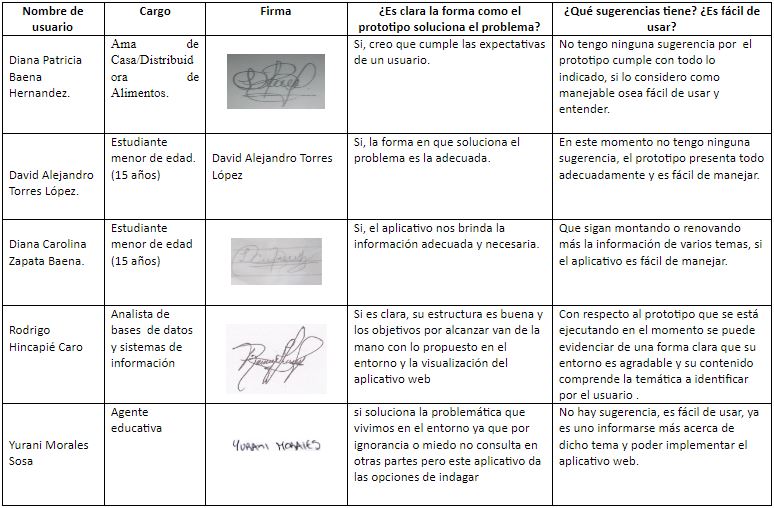 Nombre de
usuario
Cargo
Firma
¿Es clara la forma como el
prototipo soluciona el problema?
¿Qué sugerencias tiene? ¿Es fácil de
usar?
Diana Patricia
Baena
Hernandez.
Ama de
Casa/Distribuid
ora de
Alimentos.
Si, creo que cumple las expectativas
de un usuario.
No tengo ninguna sugerencia por el
prototipo cumple con todo lo
indicado, si lo considero como
manejable osea fácil de usar y
entender.
David Alejandro
Torres López.
Estudiante
menor de edad.
(15 años)
David Alejandro Torres
López
Si, la forma en que soluciona el
problema es la adecuada.
En este momento no tengo ninguna
sugerencia, el prototipo presenta todo
adecuadamente y es fácil de manejar.
Diana Carolina
Zapata Baena.
Estudiante
menor de edad
(15 años)
Si, el aplicativo nos brinda la
información adecuada y necesaria.
Que sigan montando o renovando
más la información de varios temas, si
el aplicativo es fácil de manejar.
Rodrigo
Hincapié Caro
Analista de
bases de datos
y sistemas de
información
Si es clara, su estructura es buena y
los objetivos por alcanzar van de la
mano con lo propuesto en el
entorno y la visualización del
aplicativo web
Con respecto al prototipo que se está
ejecutando en el momento se puede
evidenciar de una forma clara que su
entorno es agradable y su contenido
comprende la temática a identificar
por el usuario .
Yurani Morales
Sosa
Agente
educativa
YURANI MORALES
si soluciona la problemática que
vivimos en el entorno ya que por
ignorancia o miedo no consulta en
otras partes pero este aplicativo da
las opciones de indagar
No hay sugerencia, es fácil de usar, ya
es uno informarse más acerca de
dicho tema y poder implementar el
aplicativo web.